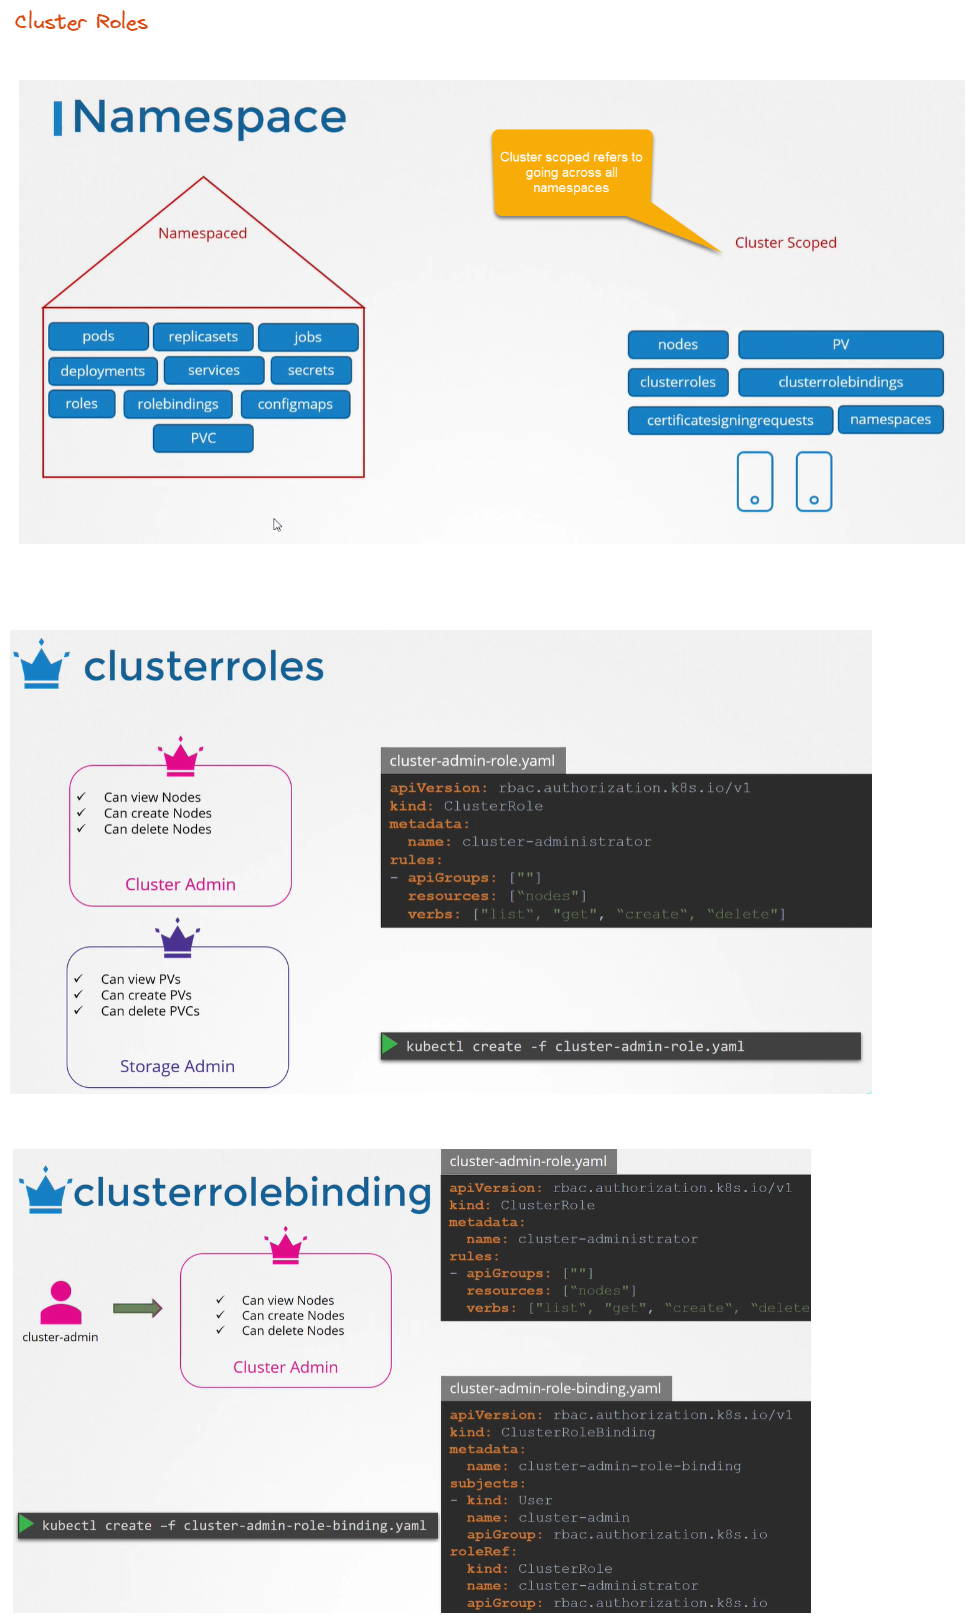 Cluster Roles
Namespace
Cluster scoped refers to
going across all
namespaces
Namespaced
Cluster Scoped
pods replicasets jobs
deployments services secrets
roles rolebindings configmaps
PVC
nodes PV
clusterroles clusterrolebindings
certificatesigningrequests namespaces
clusterroles
✓ Can view Nodes
✓ Can create Nodes
✓ Can delete Nodes
Cluster Admin
✓ Can view PVs
✓ Can create PVs
✓ Can delete PVCs
Storage Admin
cluster-admin-role.yaml
apiVersion: rbac.authorization.k8s.io/v1
kind: ClusterRole
metadata:
  name: cluster-administrator
rules:
- apiGroups: [""]
  resources: ["nodes"]
  verbs: ["list“, "get", “create“, “delete"]
kubectl create -f cluster-admin-role.yaml
clusterrolebinding
cluster-admin
✓ Can view Nodes
✓ Can create Nodes
✓ Can delete Nodes
Cluster Admin
kubectl create –f cluster-admin-role-binding.yaml
cluster-admin-role.yaml
apiVersion: rbac.authorization.k8s.io/v1
kind: ClusterRole
metadata:
  name: cluster-administrator
rules:
- apiGroups: [""]
  resources: [“nodes"]
  verbs: ["list“, "get", “create“, “delete
cluster-admin-role-binding.yaml
apiVersion: rbac.authorization.k8s.io/v1
kind: ClusterRoleBinding
metadata:
  name: cluster-admin-role-binding
subjects:
- kind: User
  name: cluster-admin
  apiGroup: rbac.authorization.k8s.io
roleRef:
  kind: ClusterRole
  name: cluster-administrator
  apiGroup: rbac.authorization.k8s.io